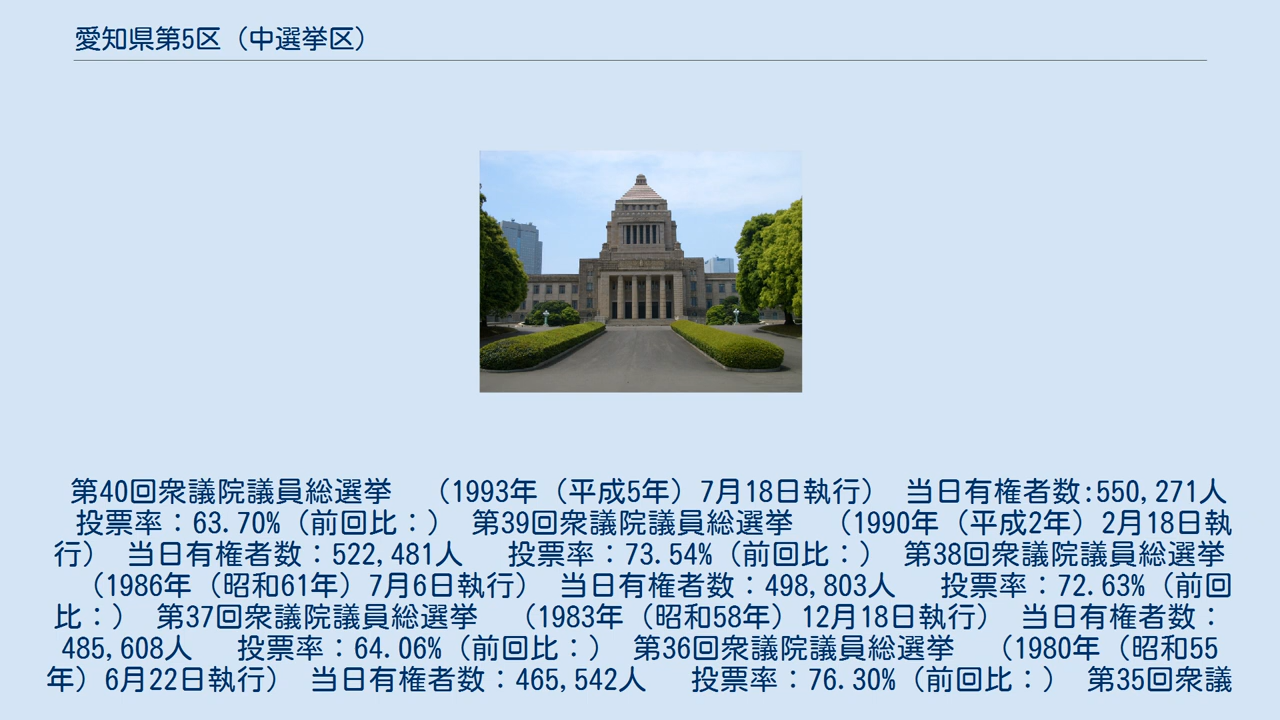 愛知県第5区（中選挙区）
第40回衆議院議員総選挙　（1993年（平成5年）7月18日執行）　当日有権者数:550,271人
投票率：63.70%（前回比：）　第39回衆議院議員総選挙　（1990年（平成2年）2月18日執
行）　当日有権者数：522,481人　　投票率：73.54%（前回比：）　第38回衆議院議員総選挙
（1986年（昭和61年）7月6日執行）　当日有権者数：498,803人　　投票率：72.63%（前回
比：）　第37回衆議院議員総選挙　（1983年（昭和58年）12月18日執行）　当日有権者数：
485,608人　　投票率：64.06%（前回比：）　第36回衆議院議員総選挙　（1980年（昭和55
年）6月22日執行）　当日有権者数：465,542人　　投票率：76.30%（前回比：）　第35回衆議